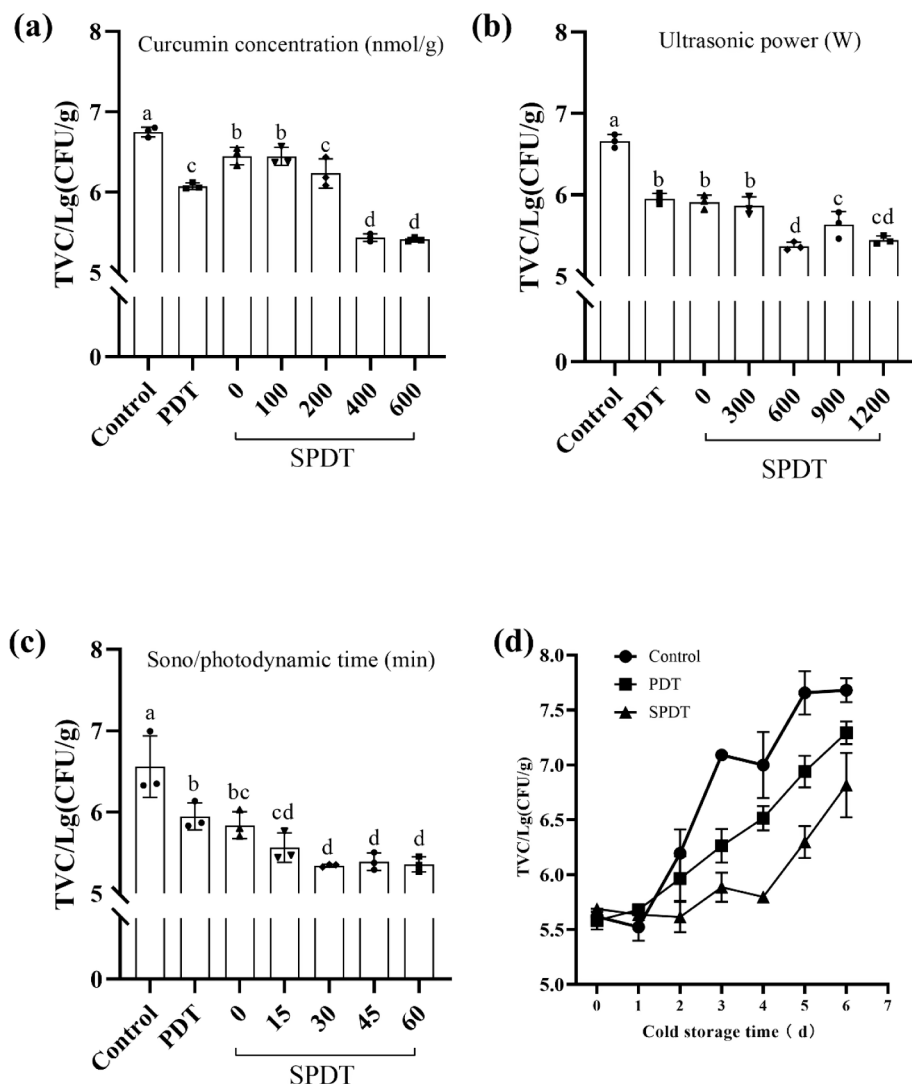 (a)
Curcumin concentration (nmol/g)
TVC/Lg(CFU/g)
8
7
6
5
0
a
c
b
b
c
d
d
Control
PDT
0
100
200
400
600
SPDT
(b)
Ultrasonic power (W)
TVC/Lg(CFU/g)
8
7
6
5
0
a
b
b
b
d
c
cd
Control
PDT
0
300
600
900
1200
SPDT
(c)
Sono/photodynamic time (min)
TVC/Lg(CFU/g)
8
7
6
5
0
a
b
bc
cd
d
d
d
Control
PDT
0
15
30
45
60
SPDT
(d)
Control
PDT
SPDT
TVC/Lg(CFU/g)
8.0
7.5
7.0
6.5
6.0
5.5
5.0
0 1 2 3 4 5 6 7
Cold storage time ( d )